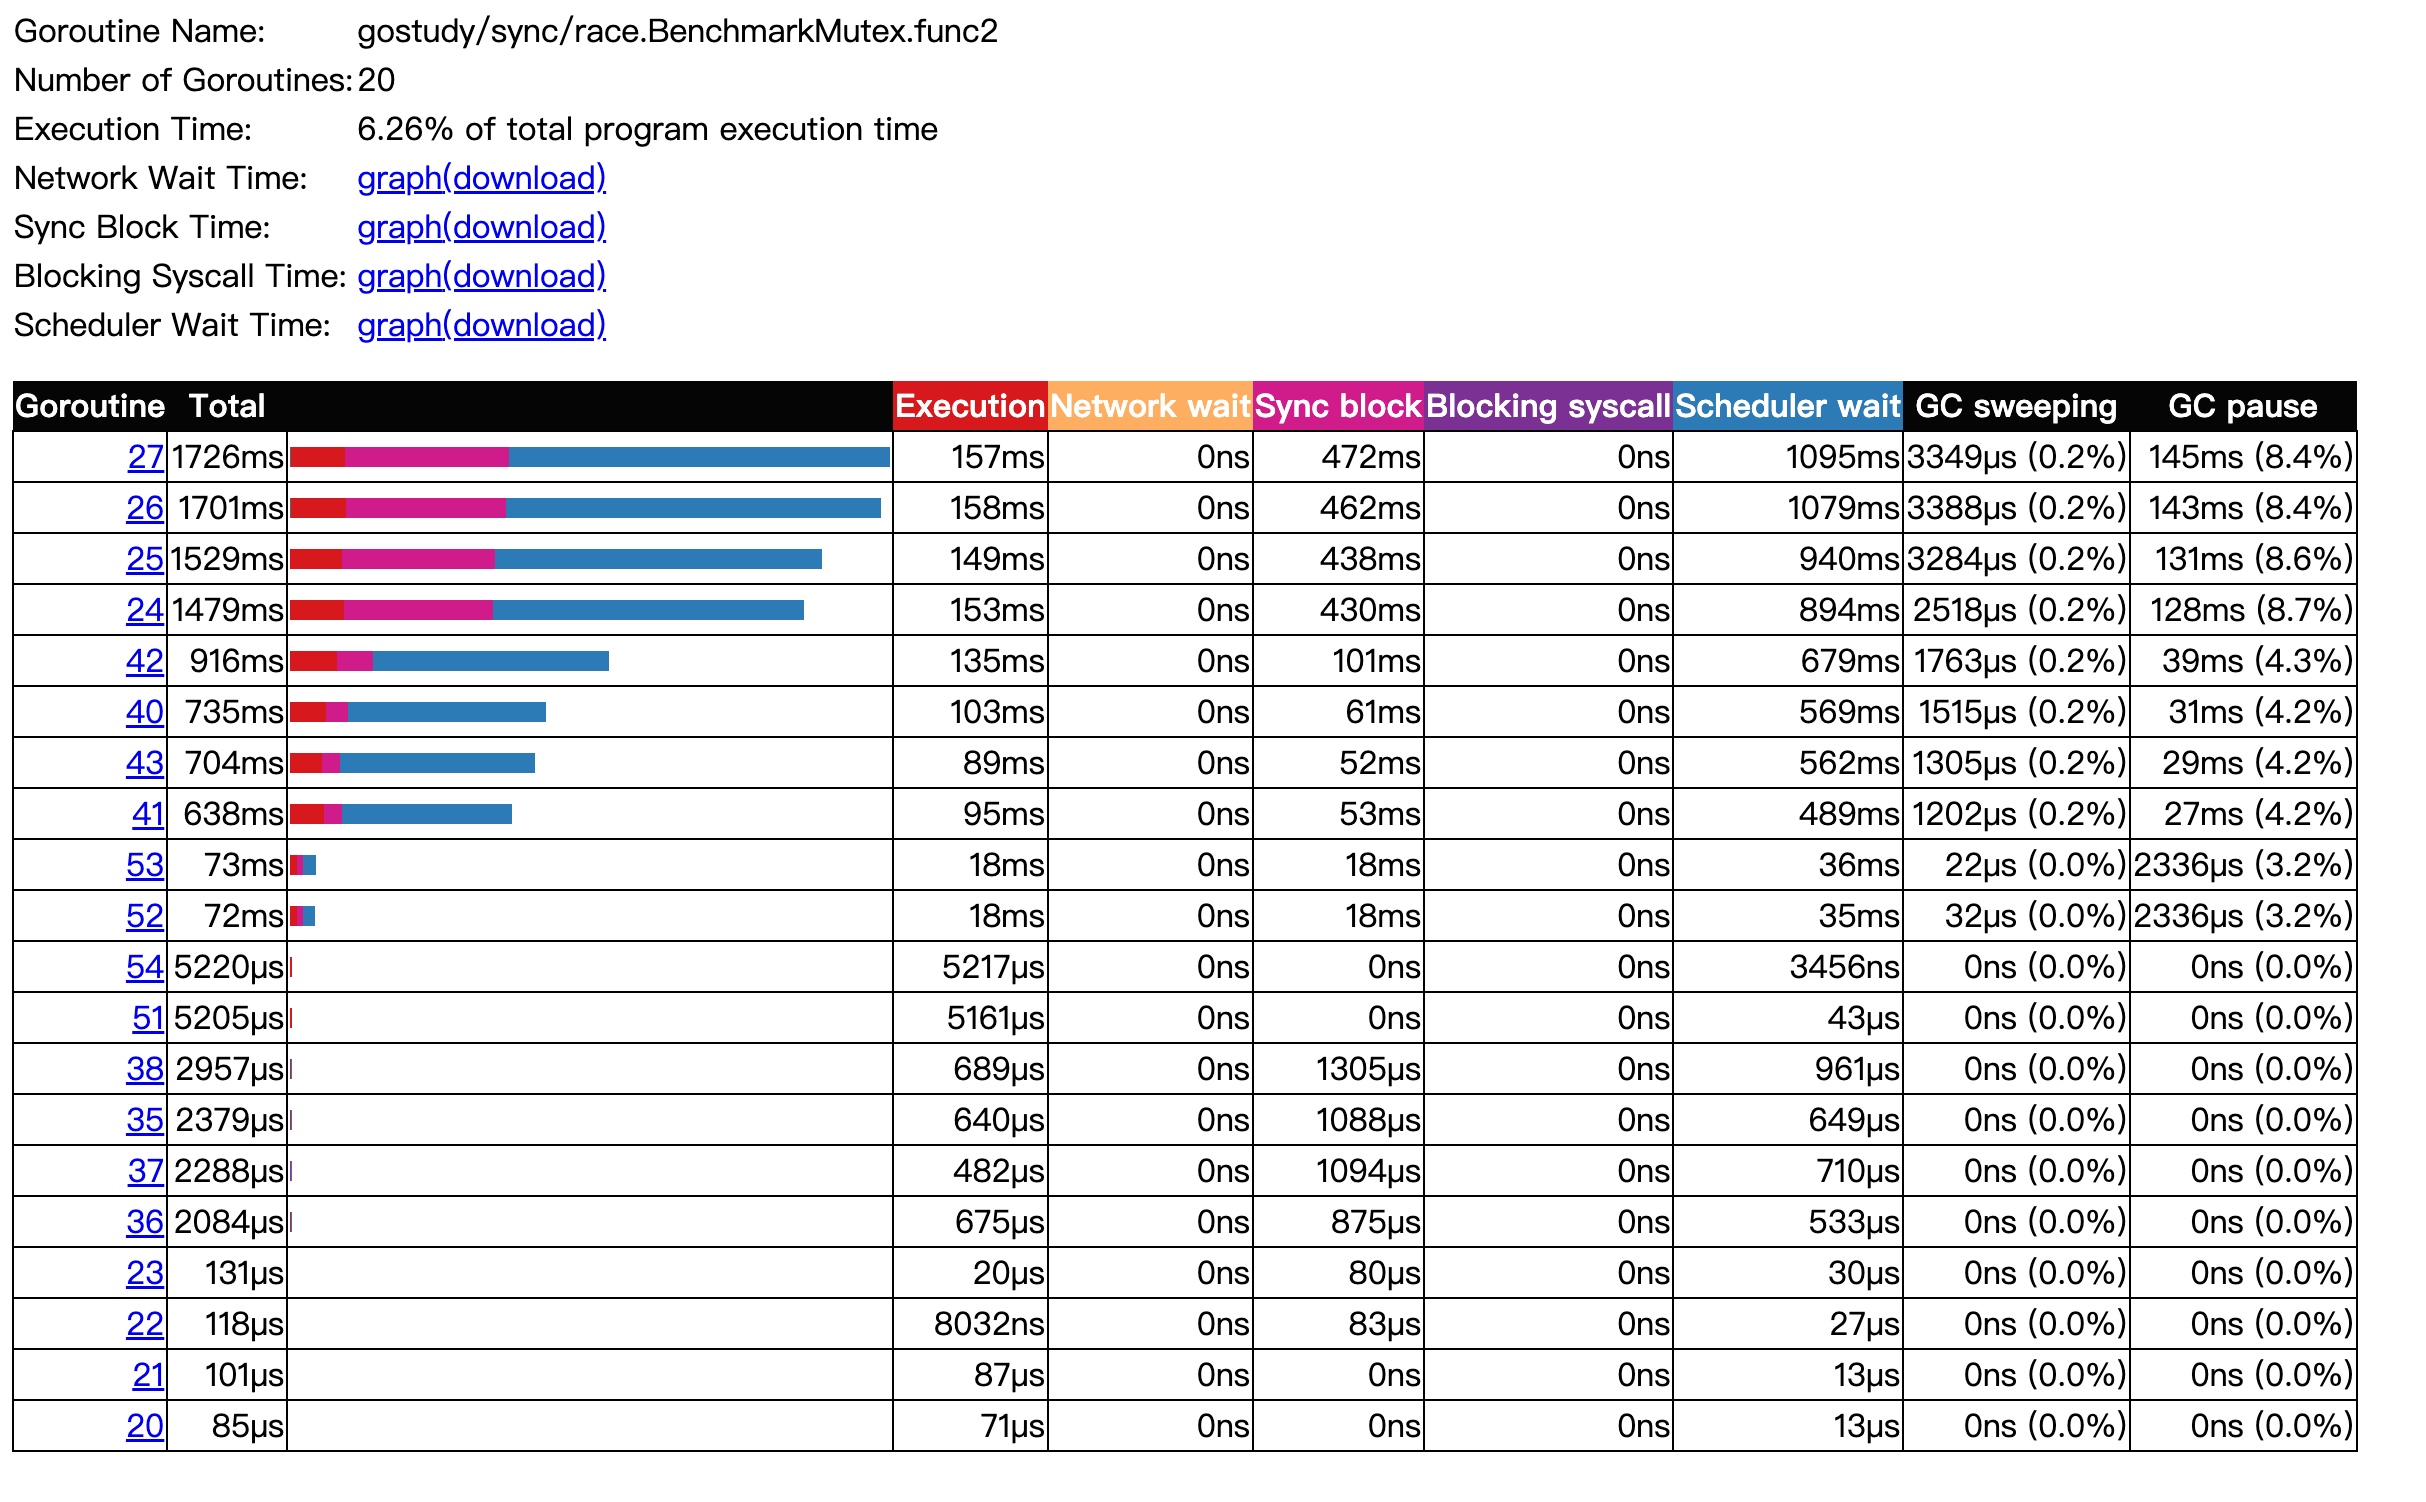 Goroutine Name: gostudy/sync/race.BenchmarkMutex.func2
Number of Goroutines: 20
Execution Time: 6.26% of total program execution time
Network Wait Time: graph(download)
Sync Block Time: graph(download)
Blocking Syscall Time: graph(download)
Scheduler Wait Time: graph(download)
Goroutine Total Execution Network wait Sync block Blocking syscall Scheduler wait GC sweeping GC pause
27 1726ms 157ms 0ns 472ms 0ns 1095ms 3349µs (0.2%) 145ms (8.4%)
26 1701ms 158ms 0ns 462ms 0ns 1079ms 3388µs (0.2%) 143ms (8.4%)
25 1529ms 149ms 0ns 438ms 0ns 940ms 3284µs (0.2%) 131ms (8.6%)
24 1479ms 153ms 0ns 430ms 0ns 894ms 2518µs (0.2%) 128ms (8.7%)
42 916ms 135ms 0ns 101ms 0ns 679ms 1763µs (0.2%) 39ms (4.3%)
40 735ms 103ms 0ns 61ms 0ns 569ms 1515µs (0.2%) 31ms (4.2%)
43 704ms 89ms 0ns 52ms 0ns 562ms 1305µs (0.2%) 29ms (4.2%)
41 638ms 95ms 0ns 53ms 0ns 489ms 1202µs (0.2%) 27ms (4.2%)
53 73ms 18ms 0ns 18ms 0ns 36ms 22µs (0.0%) 2336µs (3.2%)
52 72ms 18ms 0ns 18ms 0ns 35ms 32µs (0.0%) 2336µs (3.2%)
54 5220µs 5217µs 0ns 0ns 0ns 3456ns 0ns (0.0%) 0ns (0.0%)
51 5205µs 5161µs 0ns 0ns 0ns 43µs 0ns (0.0%) 0ns (0.0%)
38 2957µs 689µs 0ns 1305µs 0ns 961µs 0ns (0.0%) 0ns (0.0%)
35 2379µs 640µs 0ns 1088µs 0ns 649µs 0ns (0.0%) 0ns (0.0%)
37 2288µs 482µs 0ns 1094µs 0ns 710µs 0ns (0.0%) 0ns (0.0%)
36 2084µs 675µs 0ns 875µs 0ns 533µs 0ns (0.0%) 0ns (0.0%)
23 131µs 20µs 0ns 80µs 0ns 30µs 0ns (0.0%) 0ns (0.0%)
22 118µs 8032ns 0ns 83µs 0ns 27µs 0ns (0.0%) 0ns (0.0%)
21 101µs 87µs 0ns 0ns 0ns 13µs 0ns (0.0%) 0ns (0.0%)
20 85µs 71µs 0ns 0ns 0ns 13µs 0ns (0.0%) 0ns (0.0%)